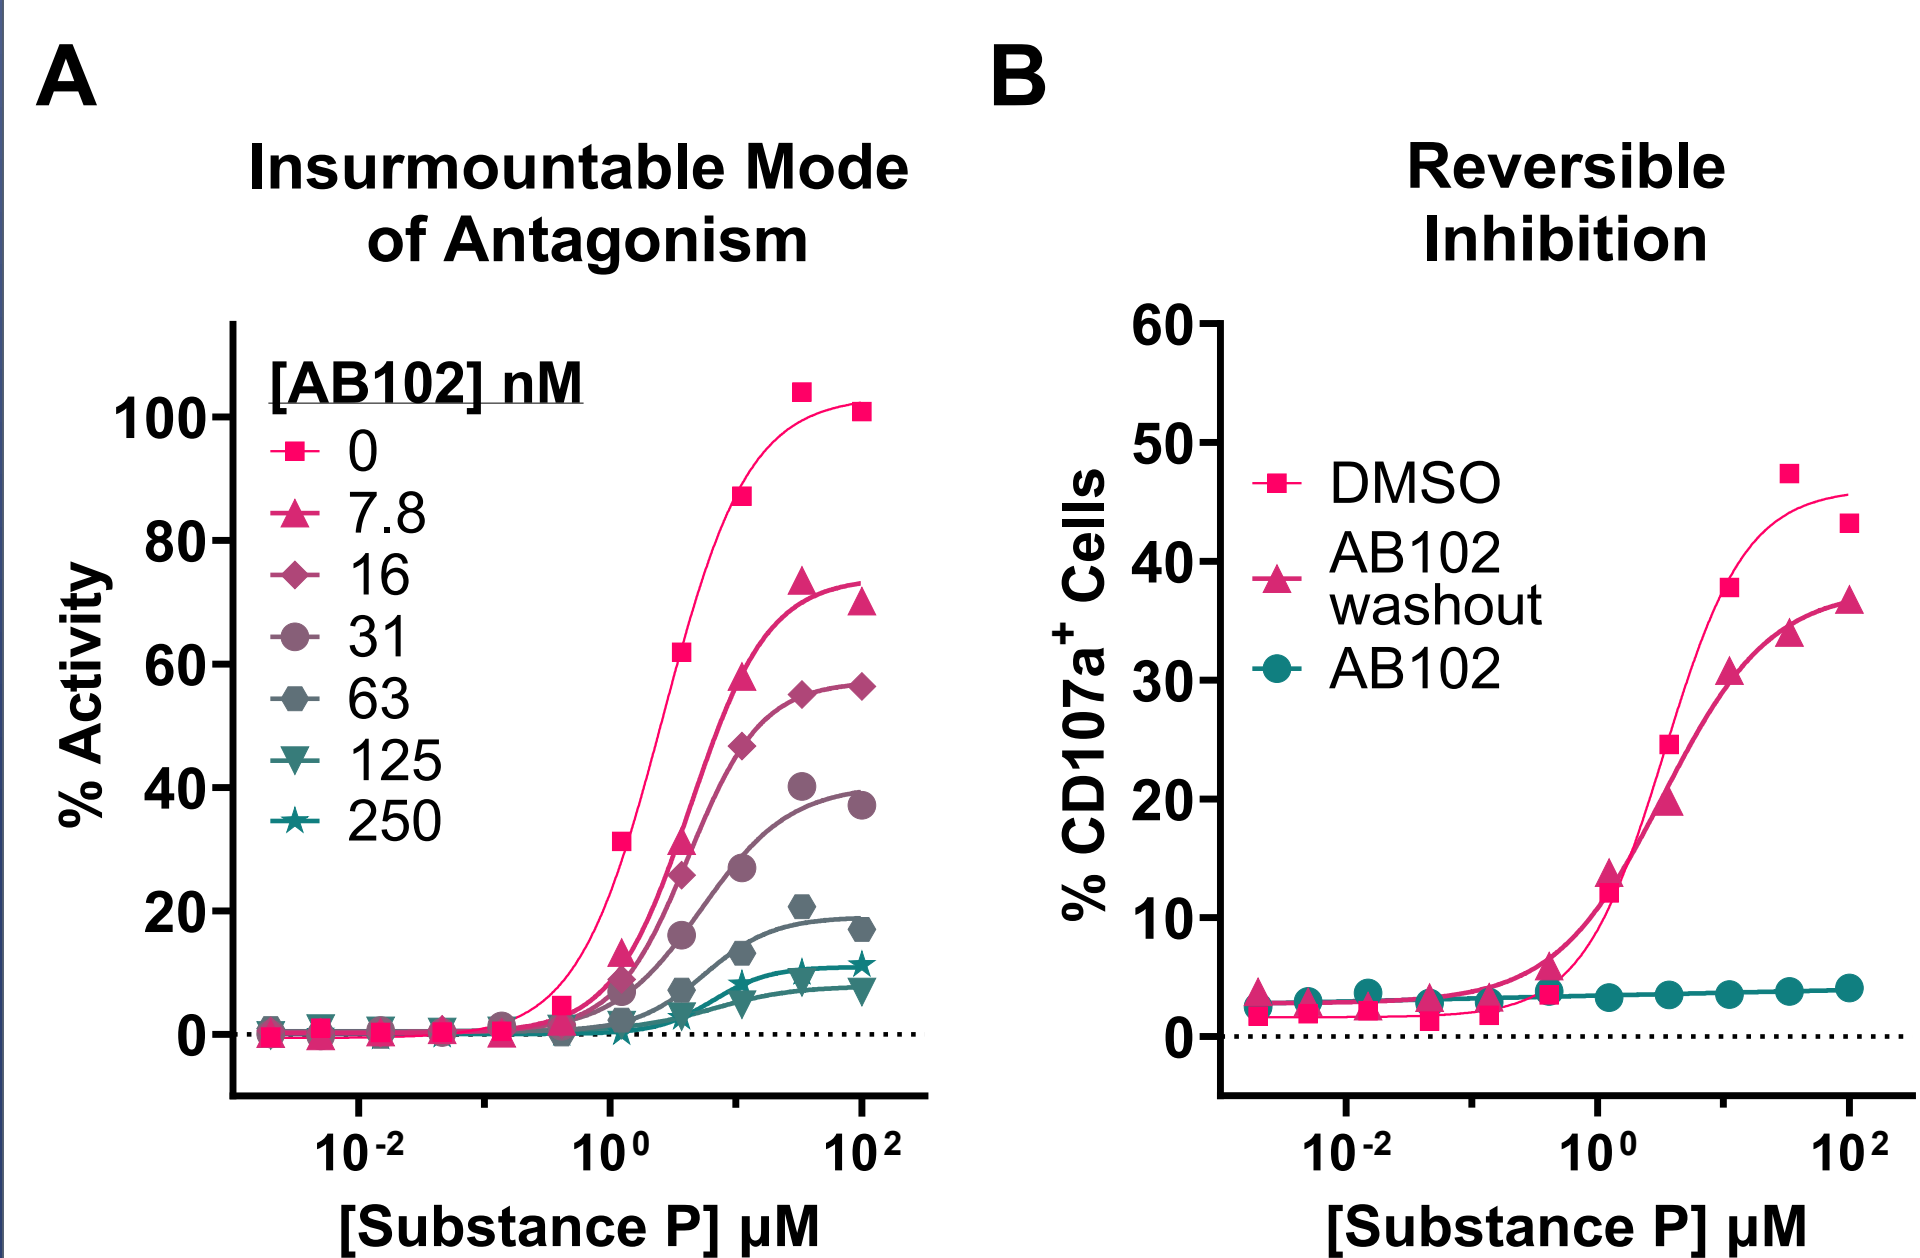 A
Insurmountable Mode
of Antagonism
[AB102] nM
0
7.8
16
31
63
125
250
% Activity
100
80
60
40
20
0
10-2
100
102
[Substance P] µM
B
Reversible
Inhibition
DMSO
AB102
washout
AB102
% CD107a+ Cells
60
50
40
30
20
10
0
10-2
100
102
[Substance P] µM